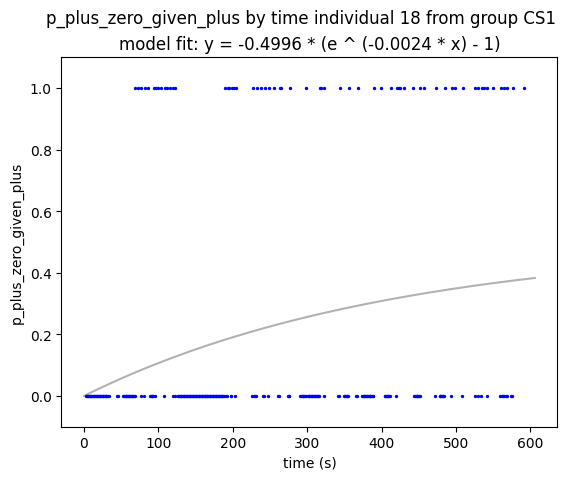 p_plus_zero_given_plus by time individual 18 from group CS1
model fit: y = -0.4996 * (e ^ (-0.0024 * x) - 1)
p_plus_zero_given_plus
1.0
0.8
0.6
0.4
0.2
0.0
0 100 200 300 400 500 600
time (s)